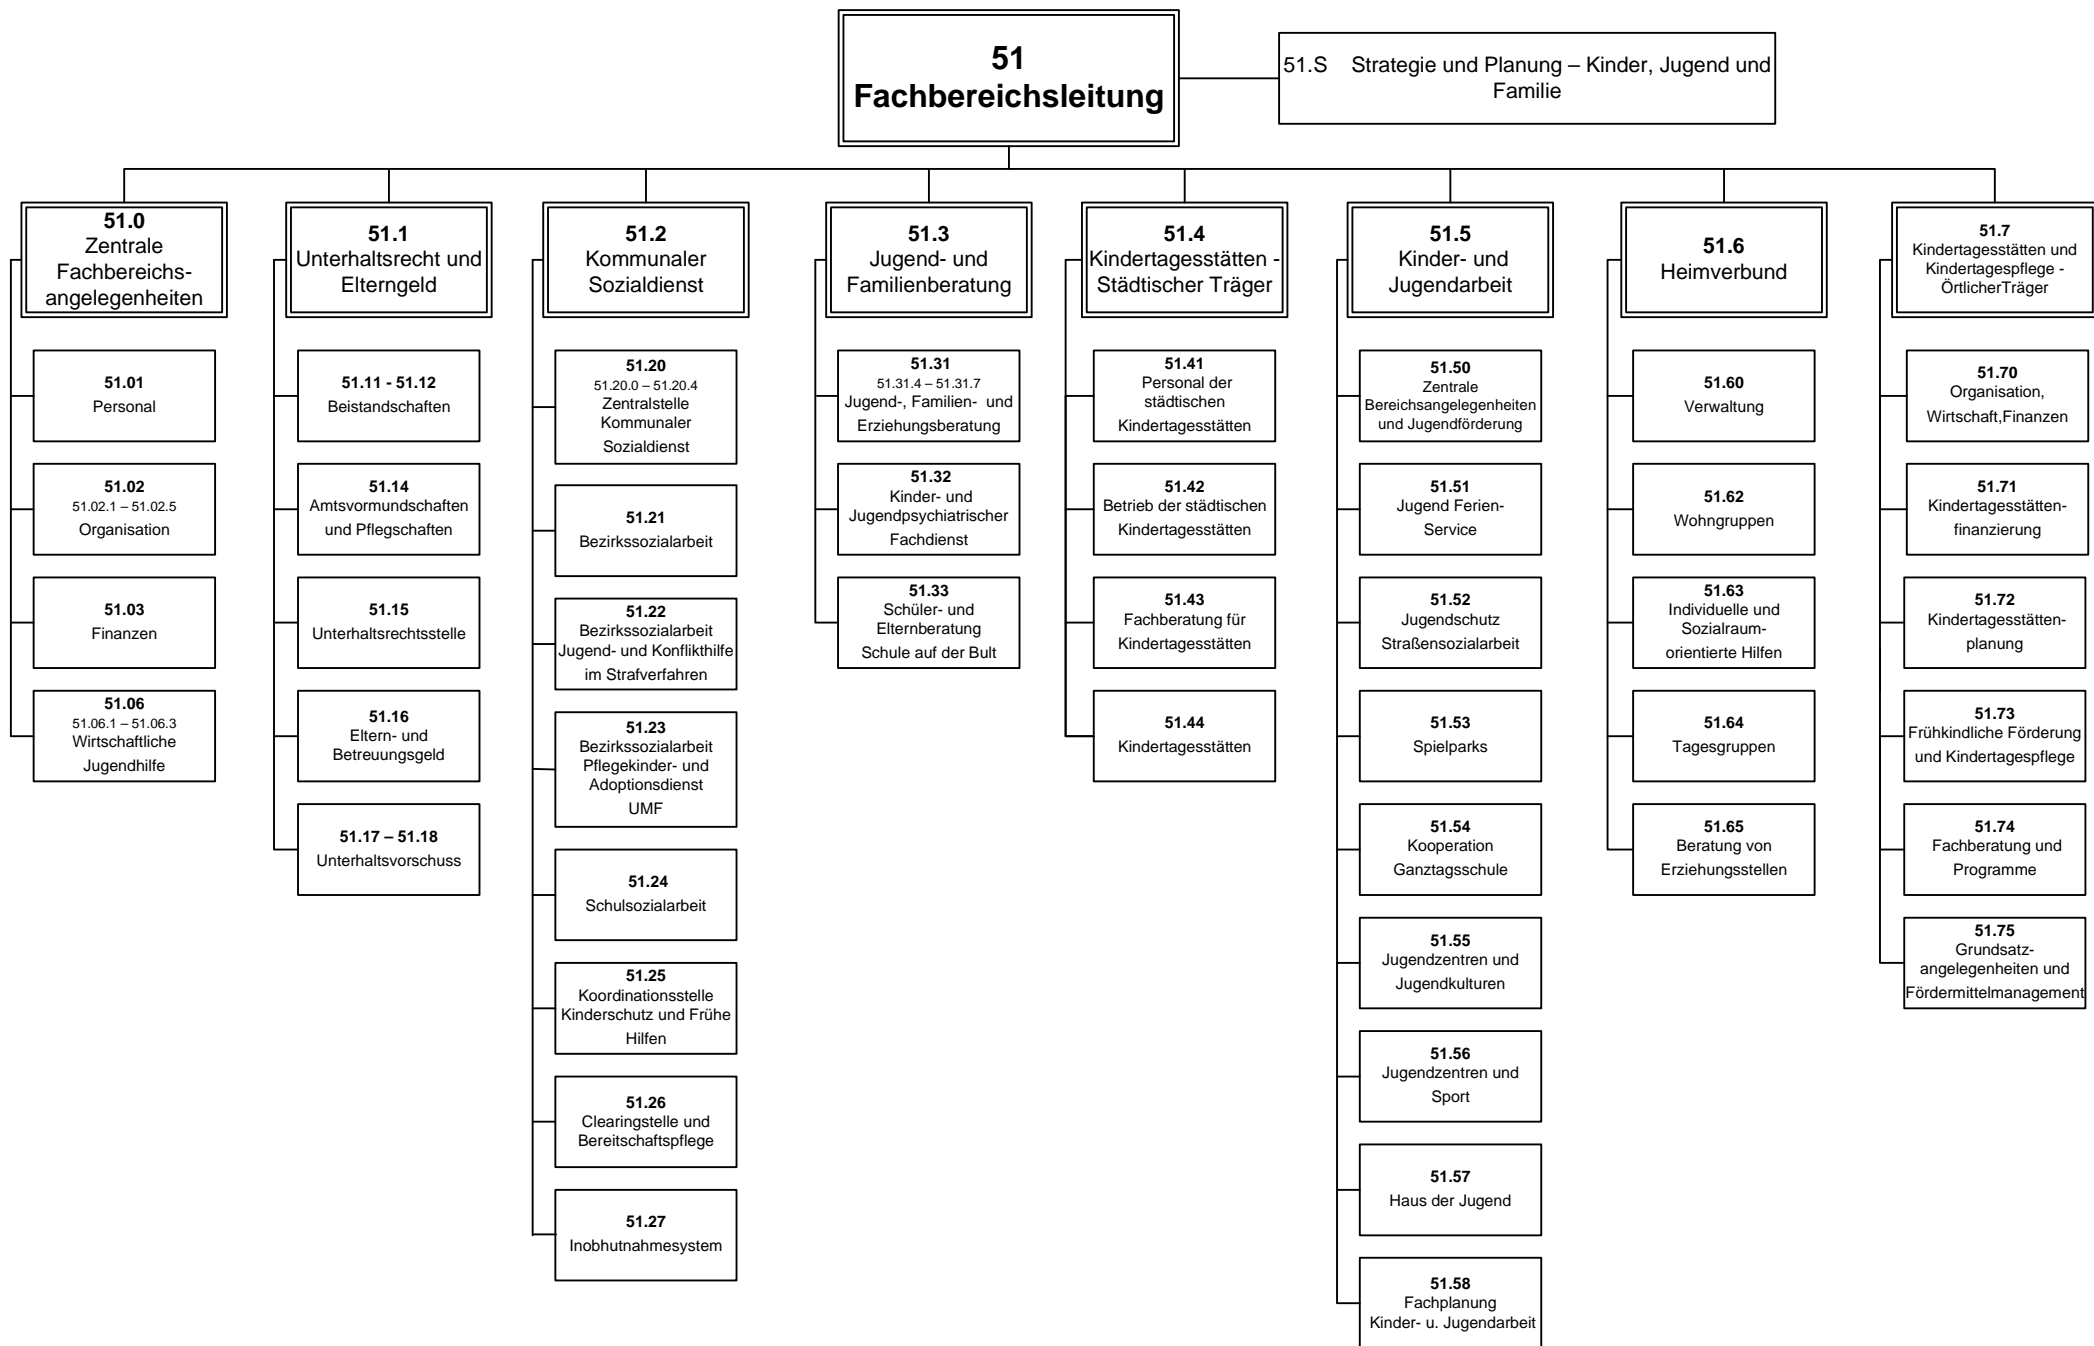 51
Fachbereichsleitung
51.S Strategie und Planung – Kinder, Jugend und
Familie
51.0
Zentrale
Fachbereichs-
angelegenheiten
51.01
Personal
51.02
51.02.1 – 51.02.5
Organisation
51.03
Finanzen
51.06
51.06.1 – 51.06.3
Wirtschaftliche
Jugendhilfe
51.1
Unterhaltsrecht und
Elterngeld
51.11 - 51.12
Beistandschaften
51.14
Amtsvormundschaften
und Pflegschaften
51.15
Unterhaltsrechtsstelle
51.16
Eltern- und
Betreuungsgeld
51.17 – 51.18
Unterhaltsvorschuss
51.2
Kommunaler
Sozialdienst
51.20
51.20.0 – 51.20.4
Zentralstelle
Kommunaler
Sozialdienst
51.21
Bezirkssozialarbeit
51.22
Bezirkssozialarbeit
Jugend- und Konflikthilfe
im Strafverfahren
51.23
Bezirkssozialarbeit
Pflegekinder- und
Adoptionsdienst
UMF
51.24
Schulsozialarbeit
51.25
Koordinationsstelle
Kinderschutz und Frühe
Hilfen
51.26
Clearingstelle und
Bereitschaftspflege
51.27
Inobhutnahmesystem
51.3
Jugend- und
Familienberatung
51.31
51.31.4 – 51.31.7
Jugend-, Familien- und
Erziehungsberatung
51.32
Kinder- und
Jugendpsychiatrischer
Fachdienst
51.33
Schüler- und
Elternberatung
Schule auf der Bult
51.4
Kindertagesstätten -
Städtischer Träger
51.41
Personal der
städtischen
Kindertagesstätten
51.42
Betrieb der städtischen
Kindertagesstätten
51.43
Fachberatung für
Kindertagesstätten
51.44
Kindertagesstätten
51.5
Kinder- und
Jugendarbeit
51.50
Zentrale
Bereichsangelegenheiten
und Jugendförderung
51.51
Jugend Ferien-
Service
51.52
Jugendschutz
Straßensozialarbeit
51.53
Spielparks
51.54
Kooperation
Ganztagsschule
51.55
Jugendzentren und
Jugendkulturen
51.56
Jugendzentren und
Sport
51.57
Haus der Jugend
51.58
Fachplanung
Kinder- u. Jugendarbeit
51.6
Heimverbund
51.60
Verwaltung
51.62
Wohngruppen
51.63
Individuelle und
Sozialraum-
orientierte Hilfen
51.64
Tagesgruppen
51.65
Beratung von
Erziehungsstellen
51.7
Kindertagesstätten und
Kindertagespflege -
ÖrtlicherTräger
51.70
Organisation,
Wirtschaft,Finanzen
51.71
Kindertagesstätten-
finanzierung
51.72
Kindertagesstätten-
planung
51.73
Frühkindliche Förderung
und Kindertagespflege
51.74
Fachberatung und
Programme
51.75
Grundsatz-
angelegenheiten und
Fördermittelmanagement